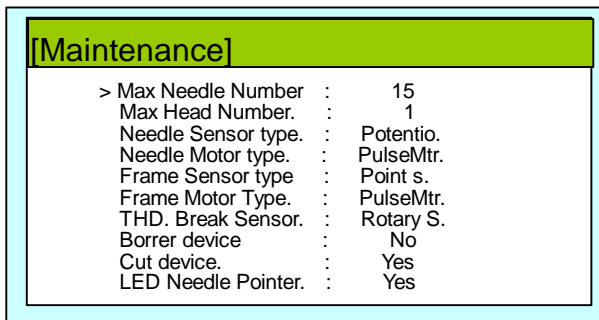 [Maintenance]
> Max Needle Number : 15
Max Head Number. : 1
Needle Sensor type. : Potentio.
Needle Motor type. : PulseMtr.
Frame Sensor type : Point s.
Frame Motor Type. : PulseMtr.
THD. Break Sensor. : Rotary S.
Borrer device : No
Cut device. : Yes
LED Needle Pointer. : Yes